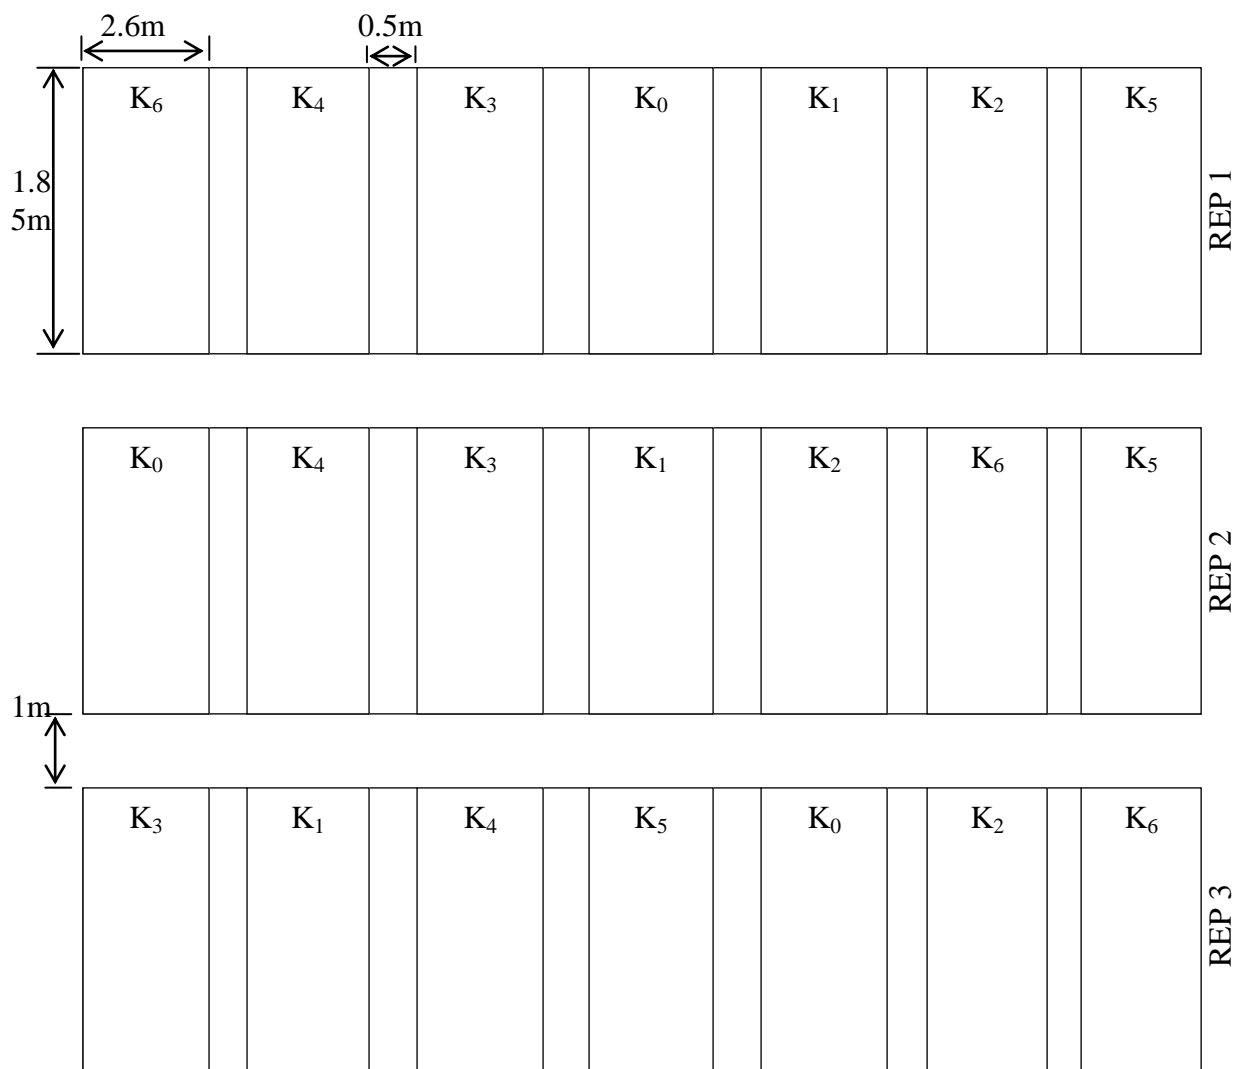 2.6m 0.5m
K₆ K₄ K₃ K₀ K₁ K₂ K₅
1.8
5m
REP 1
K₀ K₄ K₃ K₁ K₂ K₆ K₅
REP 2
1m
K₃ K₁ K₄ K₅ K₀ K₂ K₆
REP 3